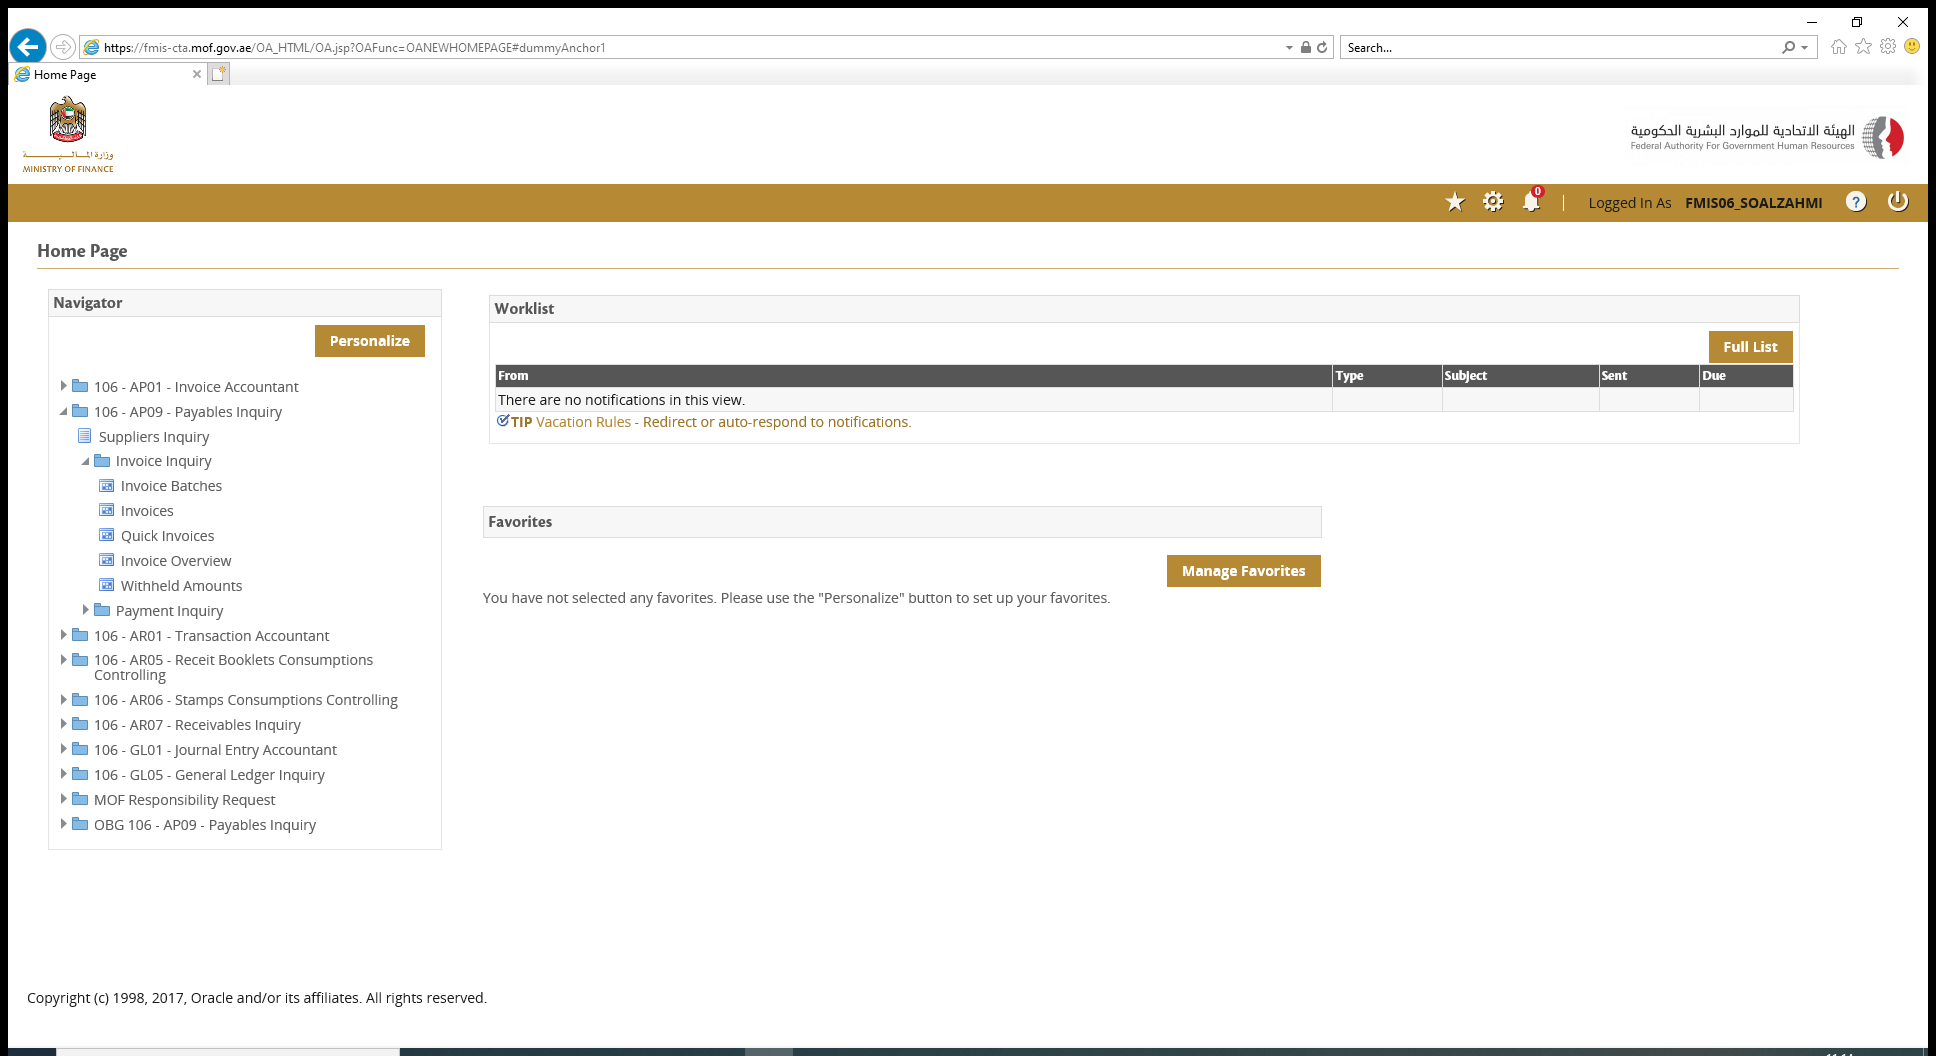 https://fmis-cta.mof.gov.ae/OA_HTML/OA.jsp?OAFunc=OANEWHOMEPAGE#dummyAnchor1
Search...
Home Page
وزارة المالية
MINISTRY OF FINANCE
الهيئة الاتحادية للموارد البشرية الحكومية
Federal Authority For Government Human Resources
0
Logged In As FMIS06_SOALZAHMI ?
Home Page
Navigator
Personalize
106 - AP01 - Invoice Accountant
106 - AP09 - Payables Inquiry
Suppliers Inquiry
Invoice Inquiry
Invoice Batches
Invoices
Quick Invoices
Invoice Overview
Withheld Amounts
Payment Inquiry
106 - AR01 - Transaction Accountant
106 - AR05 - Receit Booklets Consumptions
Controlling
106 - AR06 - Stamps Consumptions Controlling
106 - AR07 - Receivables Inquiry
106 - GL01 - Journal Entry Accountant
106 - GL05 - General Ledger Inquiry
MOF Responsibility Request
OBG 106 - AP09 - Payables Inquiry
Worklist
Full List
From Type Subject Sent Due
There are no notifications in this view.
TIP Vacation Rules - Redirect or auto-respond to notifications.
Favorites
Manage Favorites
You have not selected any favorites. Please use the "Personalize" button to set up your favorites.
Copyright (c) 1998, 2017, Oracle and/or its affiliates. All rights reserved.